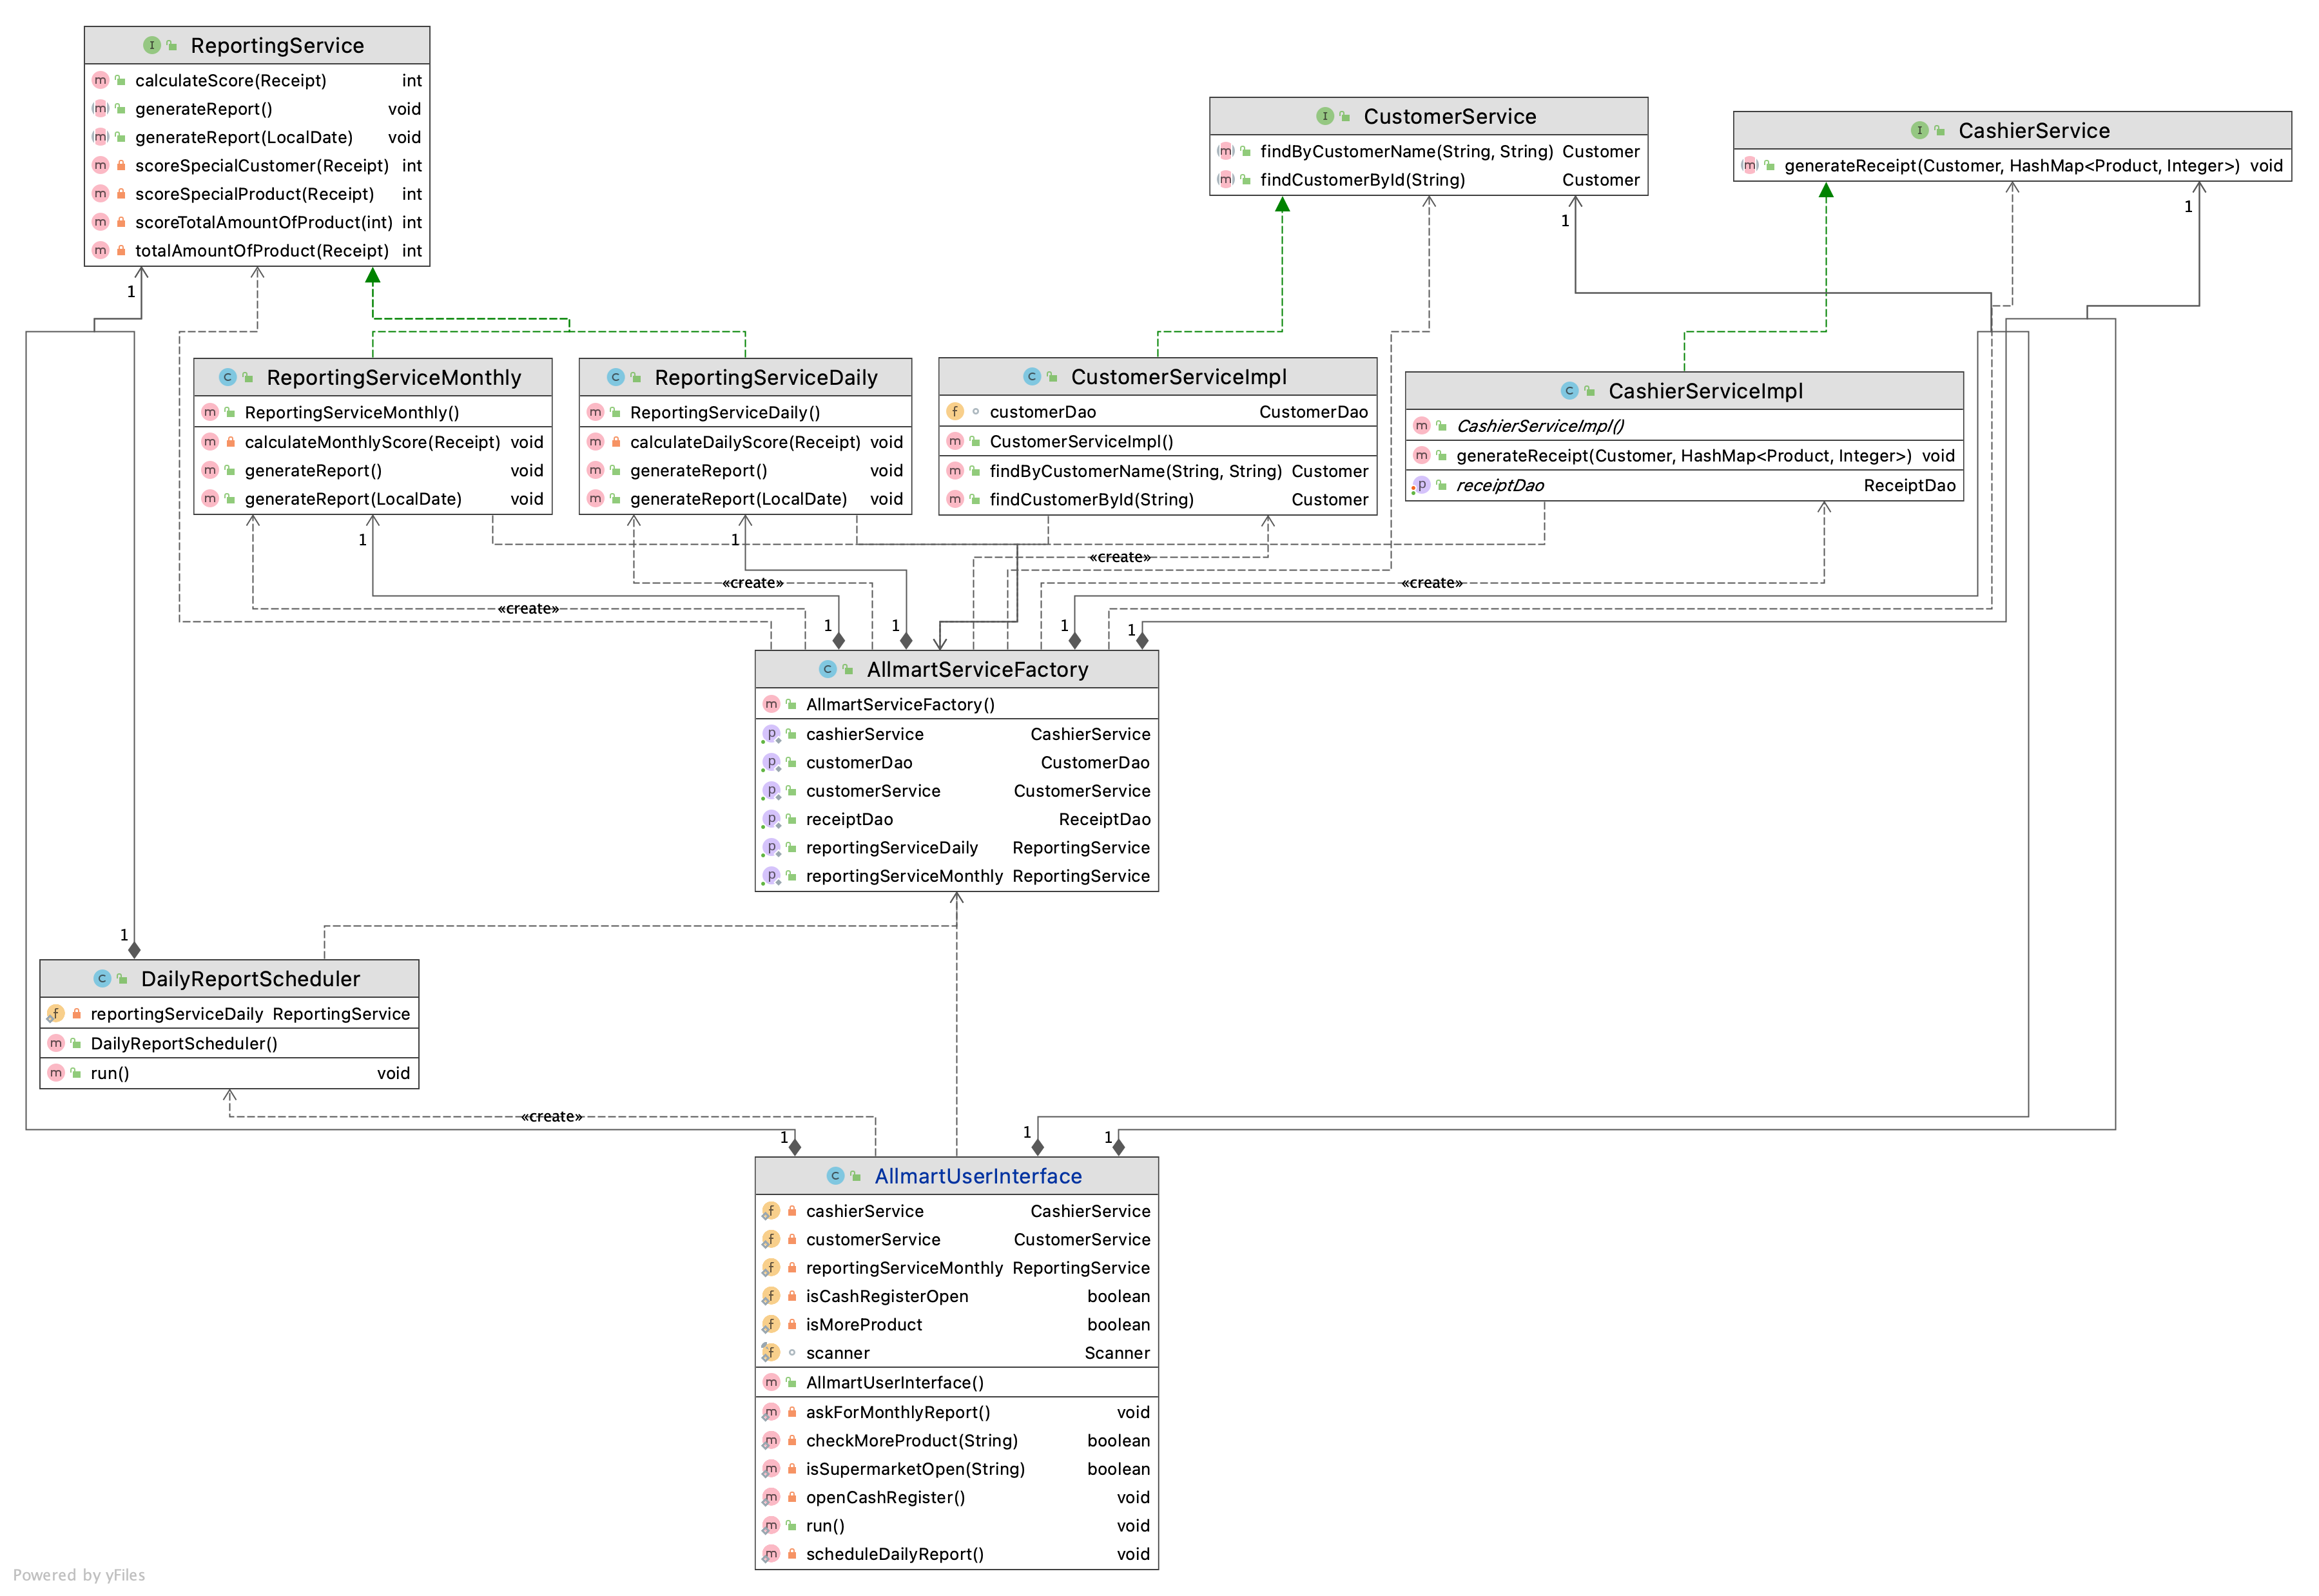 ReportingService
calculateScore(Receipt) int
generateReport() void
generateReport(LocalDate) void
scoreSpecialCustomer(Receipt) int
scoreSpecialProduct(Receipt) int
scoreTotalAmountOfProduct(int) int
totalAmountOfProduct(Receipt) int
CustomerService
findByCustomerName(String, String) Customer
findCustomerById(String) Customer
CashierService
generateReceipt(Customer, HashMap<Product, Integer>) void
1
1
1
ReportingServiceMonthly
ReportingServiceMonthly()
calculateMonthlyScore(Receipt) void
generateReport() void
generateReport(LocalDate) void
ReportingServiceDaily
ReportingServiceDaily()
calculateDailyScore(Receipt) void
generateReport() void
generateReport(LocalDate) void
CustomerServiceImpl
customerDao CustomerDao
CustomerServiceImpl()
findByCustomerName(String, String) Customer
findCustomerById(String) Customer
CashierServiceImpl
CashierServiceImpl()
generateReceipt(Customer, HashMap<Product, Integer>) void
receiptDao ReceiptDao
1
1
«create»
«create»
«create»
«create»
1
1
1
1
AllmartServiceFactory
AllmartServiceFactory()
cashierService CashierService
customerDao CustomerDao
customerService CustomerService
receiptDao ReceiptDao
reportingServiceDaily ReportingService
reportingServiceMonthly ReportingService
1
DailyReportScheduler
reportingServiceDaily ReportingService
DailyReportScheduler()
run() void
«create»
1
1
1
AllmartUserInterface
cashierService CashierService
customerService CustomerService
reportingServiceMonthly ReportingService
isCashRegisterOpen boolean
isMoreProduct boolean
scanner Scanner
AllmartUserInterface()
askForMonthlyReport() void
checkMoreProduct(String) boolean
isSupermarketOpen(String) boolean
openCashRegister() void
run() void
scheduleDailyReport() void
Powered by yFiles